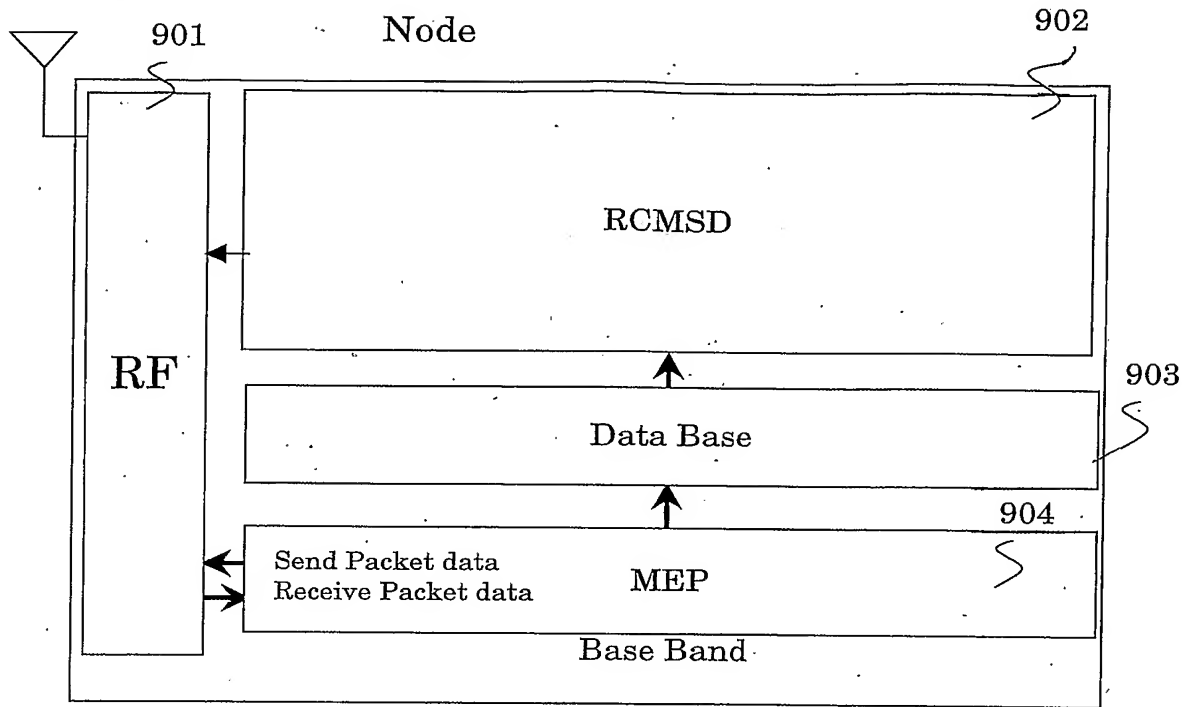 901
Node
902
RCMSD
RF
903
Data Base
904
Send Packet data
Receive Packet data
MEP
Base Band